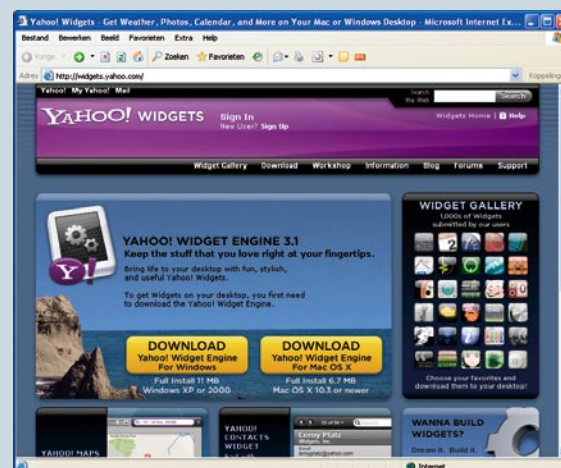 Yahoo! Widgets - Get Weather, Photos, Calendar, and More on Your Mac or Windows Desktop - Microsoft Internet Ex...
Bestand Bewerken Beeld Favorieten Extra Help
Vorige Zoeken Favorieten
Adres http://widgets.yahoo.com/ Koppelinge
Yahoo! My Yahoo! Mail
Search the Web Search
YAHOO! WIDGETS
Sign In
New User? Sign Up
Widgets Home | Help
Widget Gallery Download Workshop Information Blog Forums Support
YAHOO! WIDGET ENGINE 3.1
Keep the stuff that you love right at your fingertips.
Bring life to your desktop with fun, stylish,
and useful Yahoo! Widgets.
To get Widgets on your desktop, you first need
to download the Yahoo! Widget Engine.
DOWNLOAD
Yahoo! Widget Engine
For Windows
Full Install 11 MB
Windows XP or 2000
DOWNLOAD
Yahoo! Widget Engine
For Mac OS X
Full Install 6.7 MB
Mac OS X 10.3 or newer
WIDGET GALLERY
1,000s of Widgets
submitted by our users
2
Choose your favorites and
download them to your desktop!
YAHOO! MAPS
YAHOO!
CONTACTS
WIDGET
Leroy Platz
Widgets, Inc.
Email
leroyplatz@yahoo.com
WANNA BUILD
WIDGETS?
Dream it. Build it.
Internet